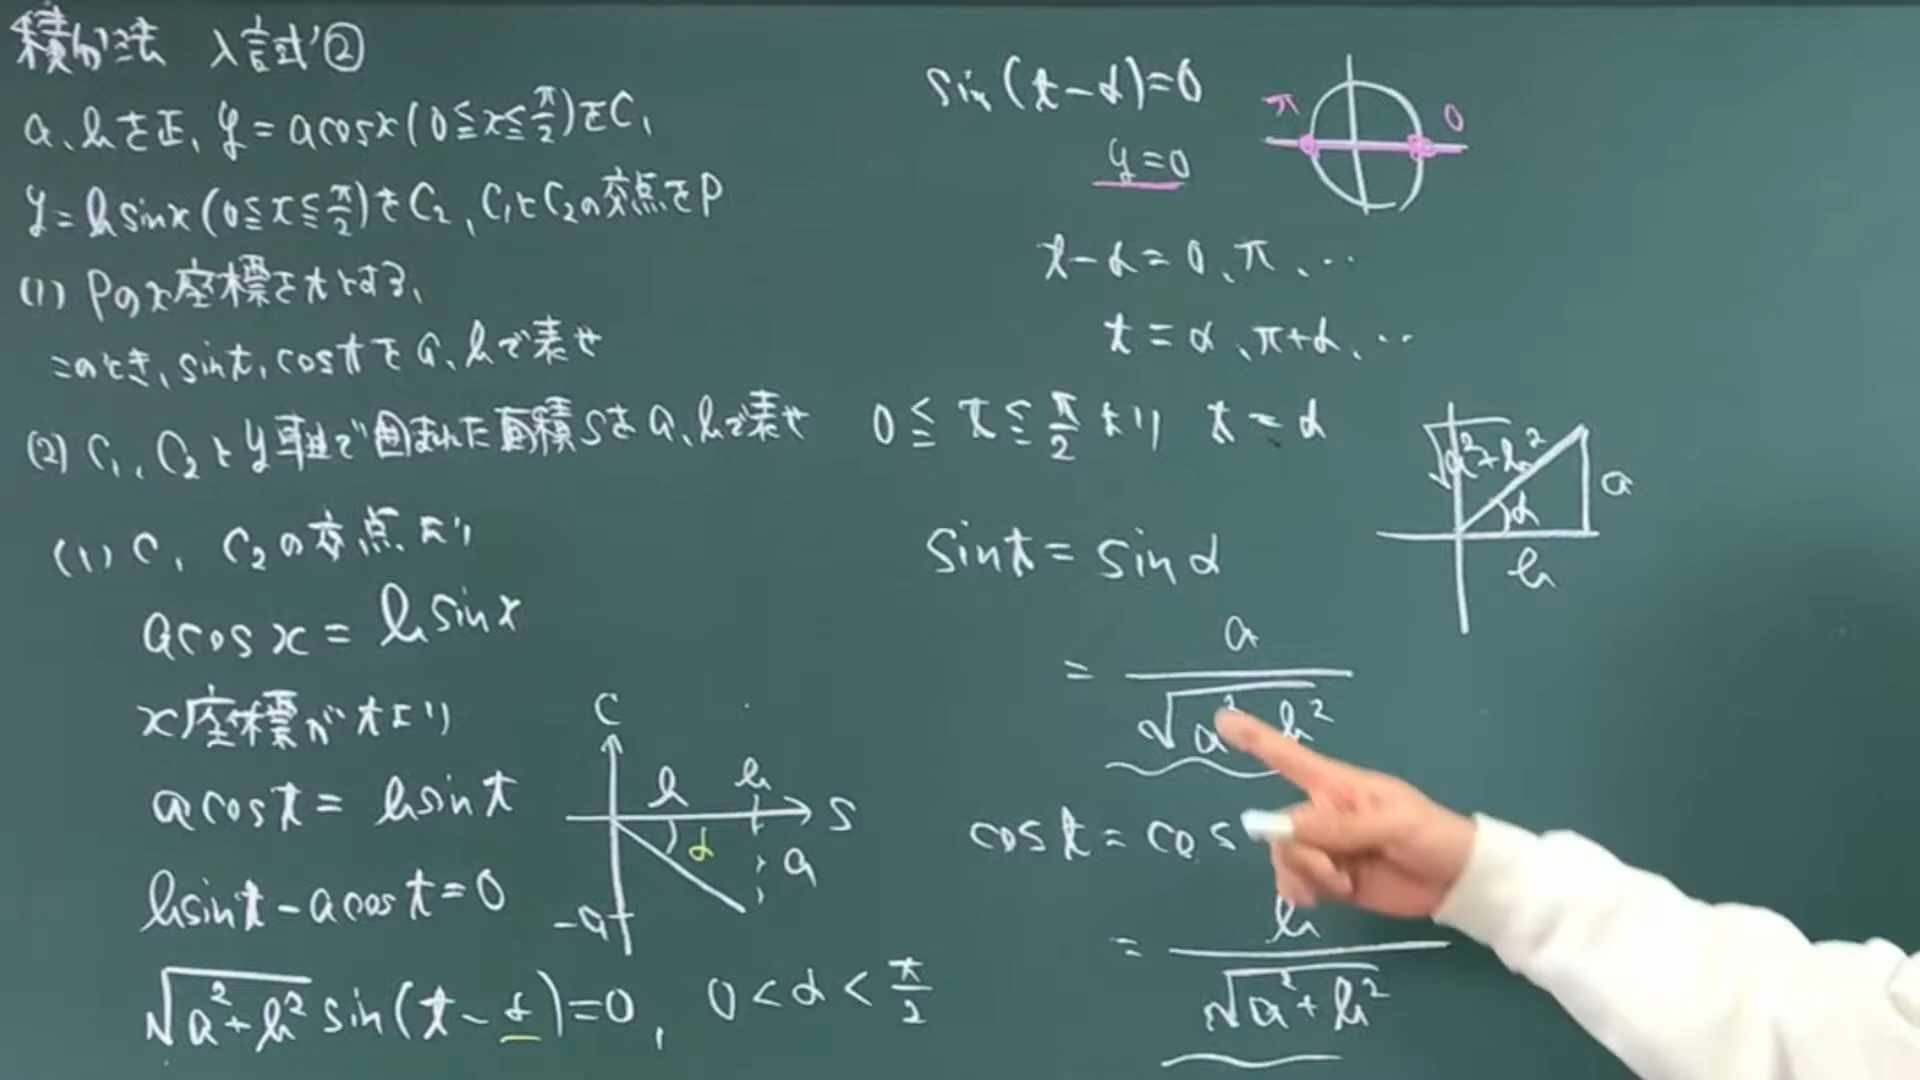 積分法 入試②
a、bを正、y=acosx(0≦x≦π/2)をC₁
y=bsinx(0≦x≦π/2)をC₂、C₁とC₂の交点をP
(1) Pのx座標をtとする、
このとき、sint、costをa、bで表せ
(2) C₁、C₂とy軸で囲まれた面積Sをa、bで表せ
(1) C₁ C₂の交点より
acosx=bsinx
x座標がtより
acost=bsint
bsint-acost=0
√(a²+b²) sin(t-α)=0, 0<α<π/2
C
b
b
S
α
a
-a
sin(t-α)=0
y=0
π
0
t-α=0、π、…
t=α、π+α、…
0≦t≦π/2より t=α
√(a²+b²)
a
α
b
sint=sinα
=a/√(a² b²)
cost=cos
=b/√(a²+b²)